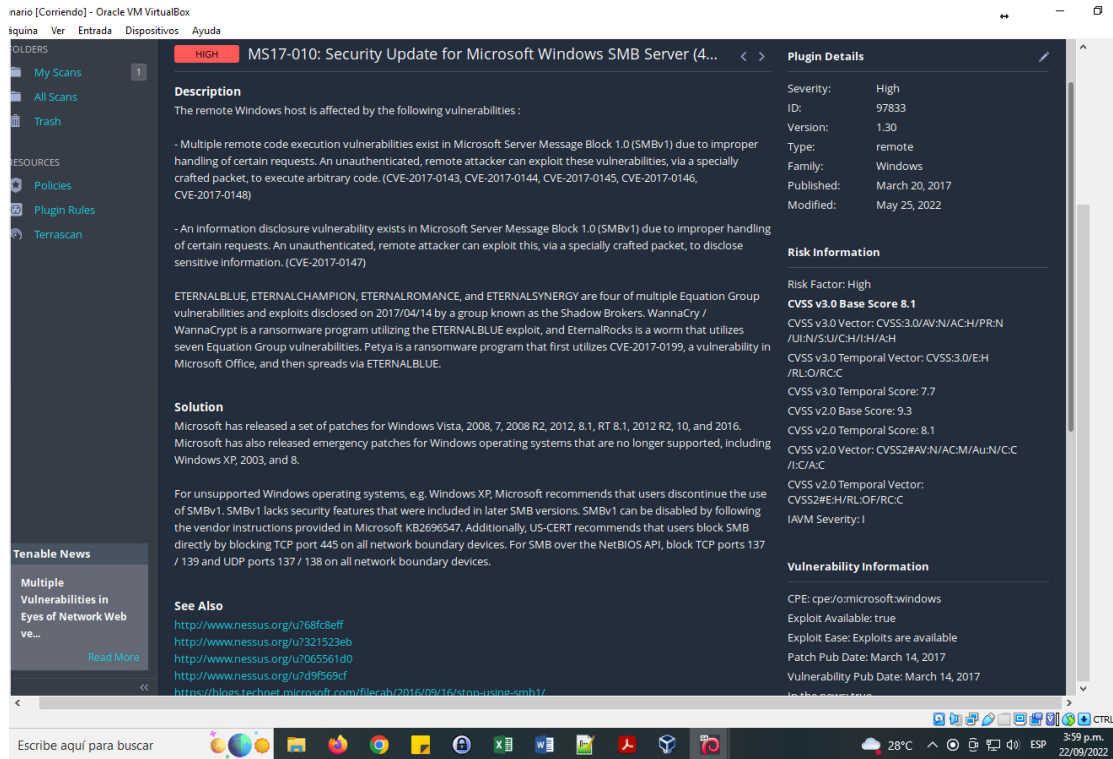 nario [Corriendo] - Oracle VM VirtualBox
áquina Ver Entrada Dispositivos Ayuda
FOLDERS
My Scans 1
All Scans
Trash
RESOURCES
Policies
Plugin Rules
Terrascan
Tenable News
Multiple
Vulnerabilities in
Eyes of Network Web
ve...
Read More
HIGH MS17-010: Security Update for Microsoft Windows SMB Server (4...
Description
The remote Windows host is affected by the following vulnerabilities :
- Multiple remote code execution vulnerabilities exist in Microsoft Server Message Block 1.0 (SMBv1) due to improper
handling of certain requests. An unauthenticated, remote attacker can exploit these vulnerabilities, via a specially
crafted packet, to execute arbitrary code. (CVE-2017-0143, CVE-2017-0144, CVE-2017-0145, CVE-2017-0146,
CVE-2017-0148)
- An information disclosure vulnerability exists in Microsoft Server Message Block 1.0 (SMBv1) due to improper handling
of certain requests. An unauthenticated, remote attacker can exploit this, via a specially crafted packet, to disclose
sensitive information. (CVE-2017-0147)
ETERNALBLUE, ETERNALCHAMPION, ETERNALROMANCE, and ETERNALSYNERGY are four of multiple Equation Group
vulnerabilities and exploits disclosed on 2017/04/14 by a group known as the Shadow Brokers. WannaCry /
WannaCrypt is a ransomware program utilizing the ETERNALBLUE exploit, and EternalRocks is a worm that utilizes
seven Equation Group vulnerabilities. Petya is a ransomware program that first utilizes CVE-2017-0199, a vulnerability in
Microsoft Office, and then spreads via ETERNALBLUE.
Solution
Microsoft has released a set of patches for Windows Vista, 2008, 7, 2008 R2, 2012, 8.1, RT 8.1, 2012 R2, 10, and 2016.
Microsoft has also released emergency patches for Windows operating systems that are no longer supported, including
Windows XP, 2003, and 8.
For unsupported Windows operating systems, e.g. Windows XP, Microsoft recommends that users discontinue the use
of SMBv1. SMBv1 lacks security features that were included in later SMB versions. SMBv1 can be disabled by following
the vendor instructions provided in Microsoft KB2696547. Additionally, US-CERT recommends that users block SMB
directly by blocking TCP port 445 on all network boundary devices. For SMB over the NetBIOS API, block TCP ports 137
/ 139 and UDP ports 137 / 138 on all network boundary devices.
See Also
http://www.nessus.org/u?68fc8eff
http://www.nessus.org/u?321523eb
http://www.nessus.org/u?065561d0
http://www.nessus.org/u?d9f569cf
https://blogs.technet.microsoft.com/filecab/2016/09/16/stop-using-smb1/
Plugin Details
Severity: High
ID: 97833
Version: 1.30
Type: remote
Family: Windows
Published: March 20, 2017
Modified: May 25, 2022
Risk Information
Risk Factor: High
CVSS v3.0 Base Score 8.1
CVSS v3.0 Vector: CVSS:3.0/AV:N/AC:H/PR:N
/UI:N/S:U/C:H/I:H/A:H
CVSS v3.0 Temporal Vector: CVSS:3.0/E:H
/RL:O/RC:C
CVSS v3.0 Temporal Score: 7.7
CVSS v2.0 Base Score: 9.3
CVSS v2.0 Temporal Score: 8.1
CVSS v2.0 Vector: CVSS2#AV:N/AC:M/Au:N/C:C
/I:C/A:C
CVSS v2.0 Temporal Vector:
CVSS2#E:H/RL:OF/RC:C
IAVM Severity: I
Vulnerability Information
CPE: cpe:/o:microsoft:windows
Exploit Available: true
Exploit Ease: Exploits are available
Patch Pub Date: March 14, 2017
Vulnerability Pub Date: March 14, 2017
In the news: true
CTRL
Escribe aquí para buscar
28°C
ESP
3:59 p.m.
22/09/2022